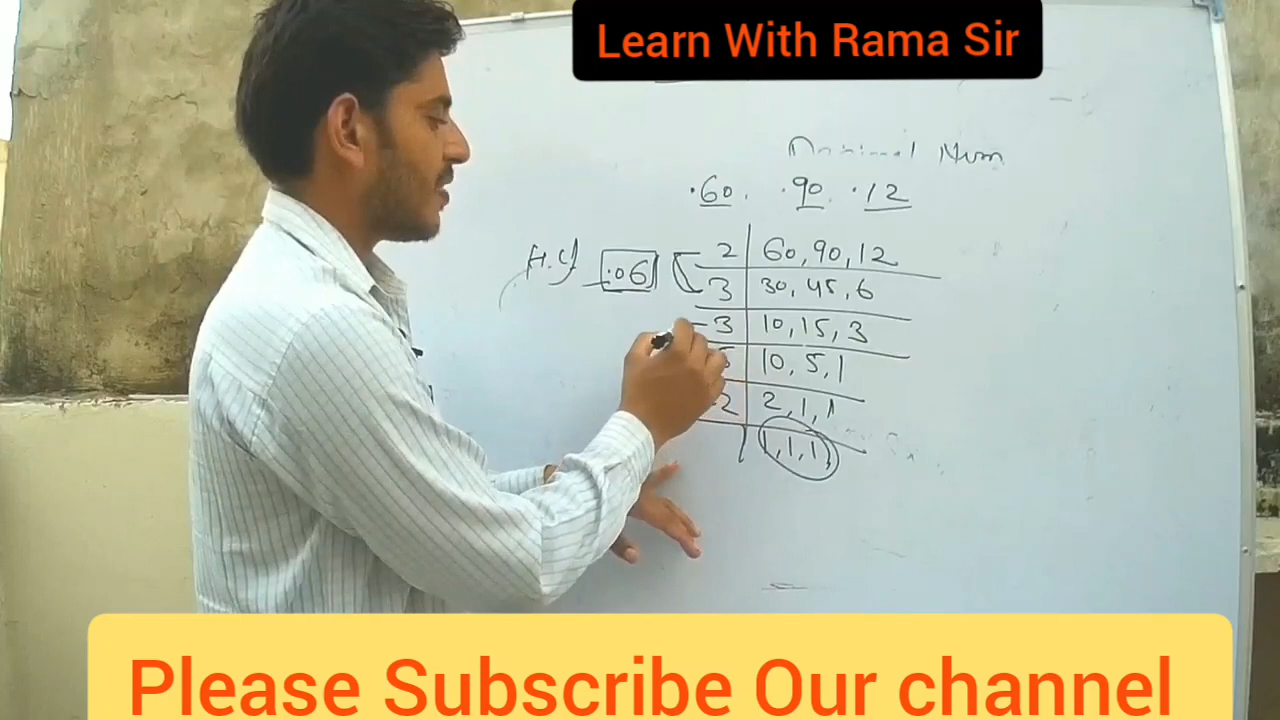 Learn With Rama Sir
Num
.60, .90, .12
H.C.f .06
2 | 60, 90, 12
3 | 30, 45, 6
3 | 10, 15, 3
5 | 10, 5, 1
2 | 2, 1, 1
1, 1, 1,
Please Subscribe Our channel